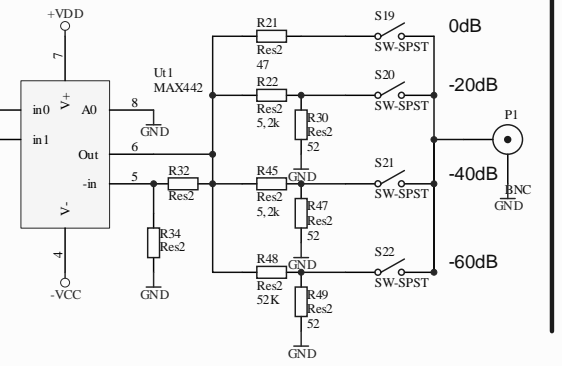 +VDD
7
V+
in0
in1
A0
Out
-in
V-
8
6
5
4
-VCC
Ut1
MAX442
GND
R32
Res2
R34
Res2
GND
R21
Res2
47
S19
SW-SPST
0dB
R22
Res2
5,2k
R30
Res2
52
GND
S20
SW-SPST
-20dB
P1
BNC
GND
R45
Res2
5,2k
R47
Res2
52
GND
S21
SW-SPST
-40dB
R48
Res2
52K
R49
Res2
52
GND
S22
SW-SPST
-60dB